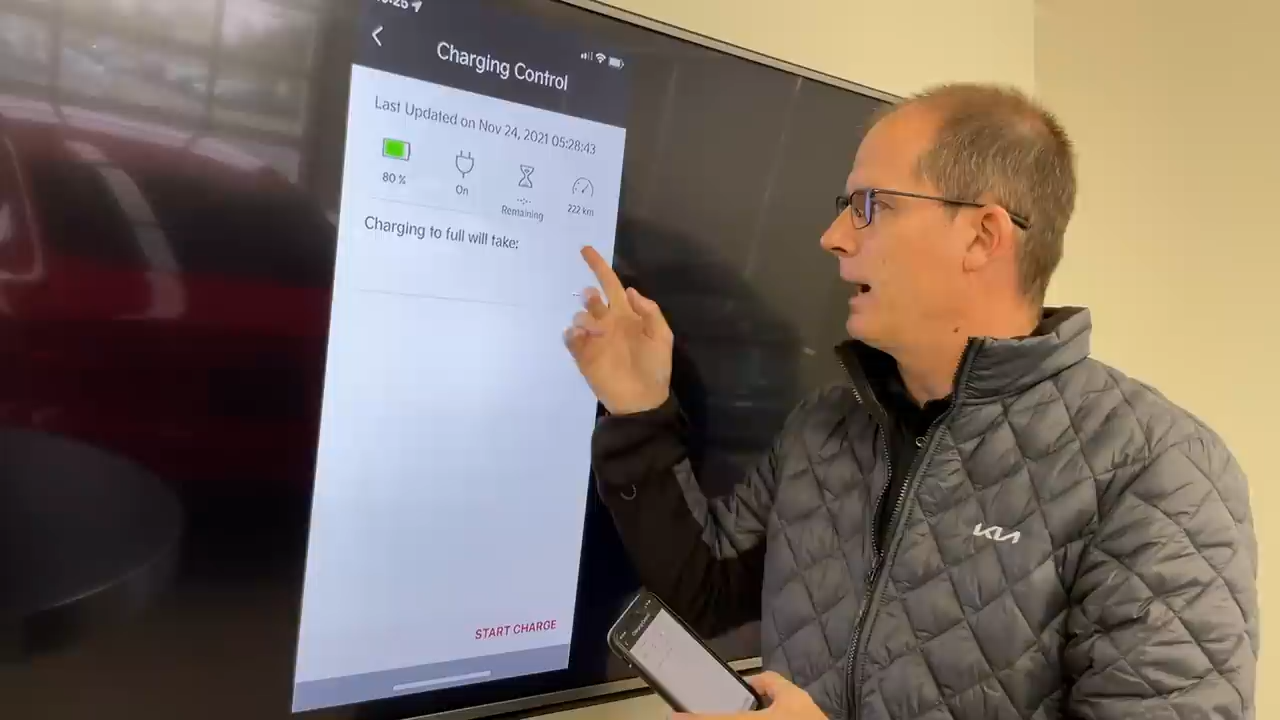 Charging Control
Last Updated on Nov 24, 2021 05:28:43
80 %
On
--:--
Remaining
222 km
Charging to full will take:
START CHARGE
KIA